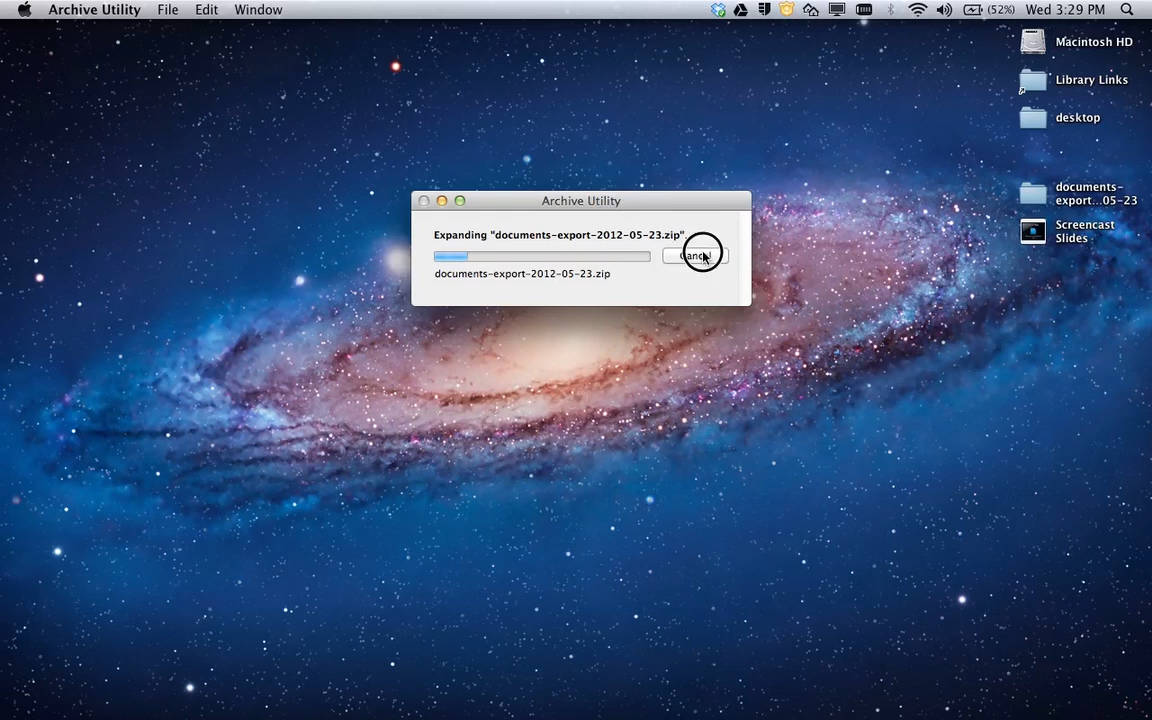 Archive Utility File Edit Window (52%) Wed 3:29 PM
Macintosh HD
Library Links
desktop
documents-
export...05-23
Screencast
Slides
Archive Utility
Expanding "documents-export-2012-05-23.zip".
Cancel
documents-export-2012-05-23.zip